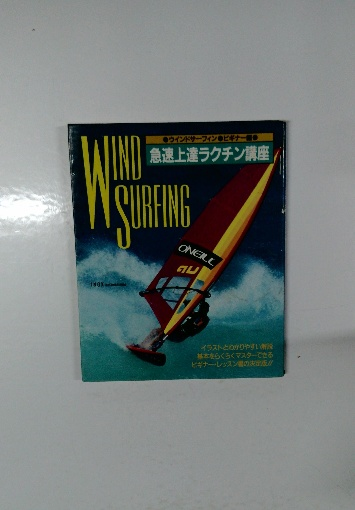 ●ウインドサーフィン●ビギナー編●
急速上達ラクチン講座
WIND
SURFING
O'NEILL
イラストとわかりやすい解説
基本をらくらくマスターできる
ビギナー・レッスン書の決定版!!